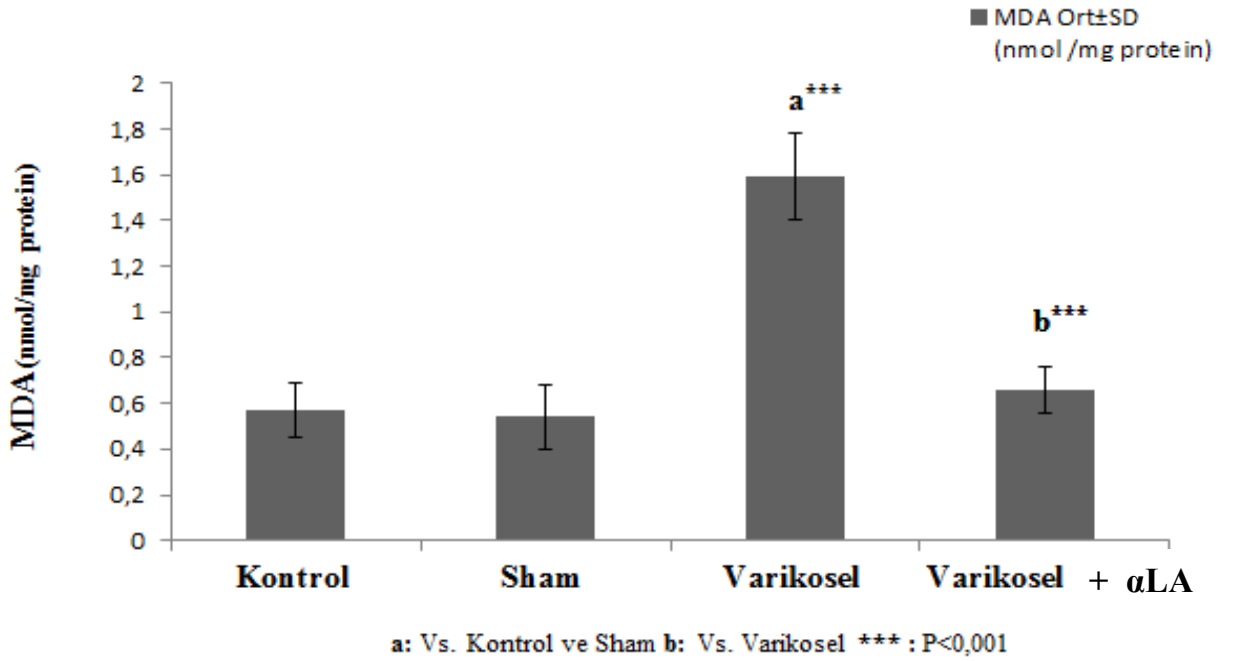 MDA Ort±SD
(nmol /mg protein)
MDA(nmol/mg protein)
2
1,8
1,6
1,4
1,2
1
0,8
0,6
0,4
0,2
0
a***
b***
Kontrol Sham Varikosel Varikosel + αLA
a: Vs. Kontrol ve Sham b: Vs. Varikosel *** : P<0,001